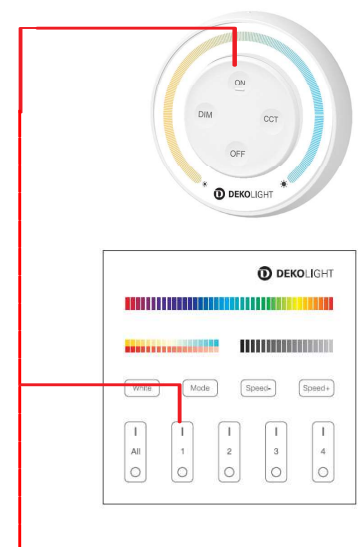 ON
DIM
CCT
OFF
DEKOLIGHT
DEKOLIGHT
White
Mode
Speed-
Speed+
All
1
2
3
4